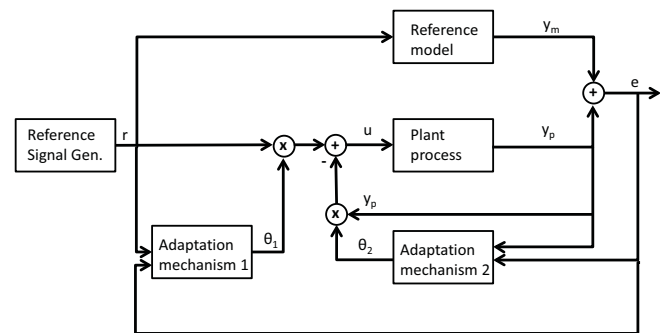 Reference
model
y_m
e
+
Reference
Signal Gen.
r
x
+
-
u
Plant
process
y_p
x
y_p
Adaptation
mechanism 1
θ_1
θ_2
Adaptation
mechanism 2